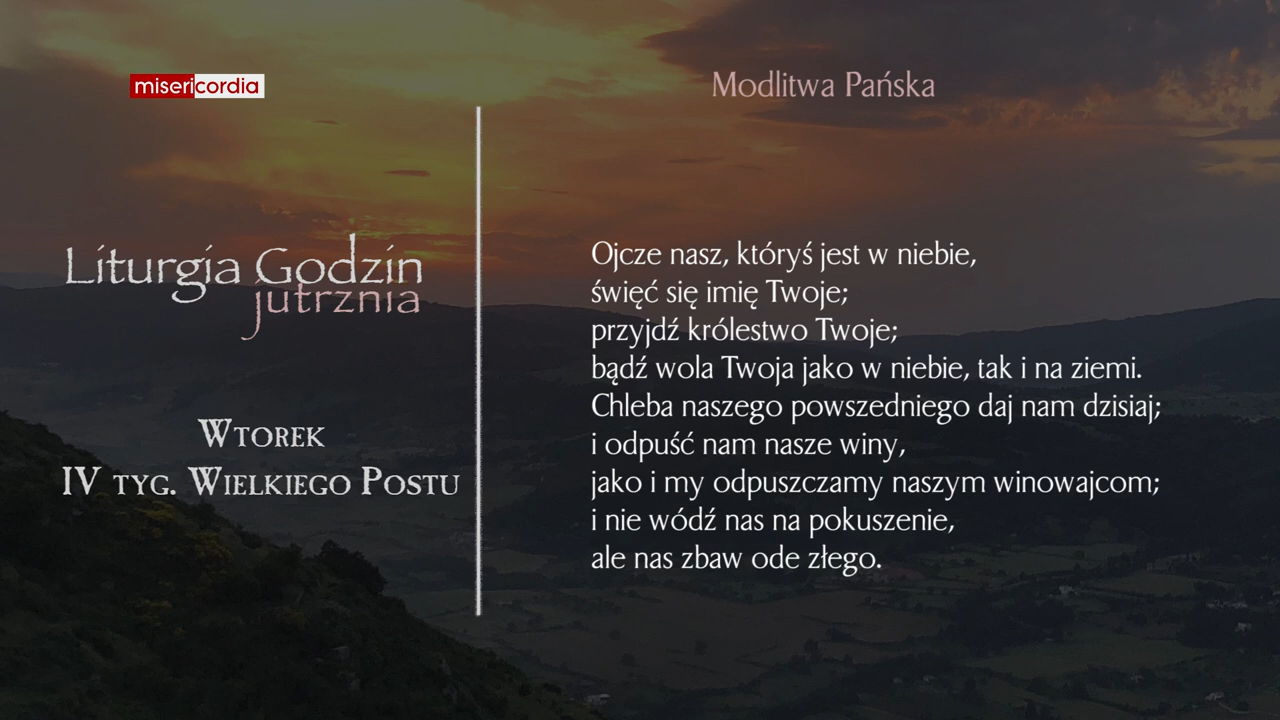 misericordia
Liturgia Godzin
jutrznia
Wtorek
IV tyg. Wielkiego Postu
Modlitwa Pańska
Ojcze nasz, któryś jest w niebie,
święć się imię Twoje;
przyjdź królestwo Twoje;
bądź wola Twoja jako w niebie, tak i na ziemi.
Chleba naszego powszedniego daj nam dzisiaj;
i odpuść nam nasze winy,
jako i my odpuszczamy naszym winowajcom;
i nie wódź nas na pokuszenie,
ale nas zbaw ode złego.